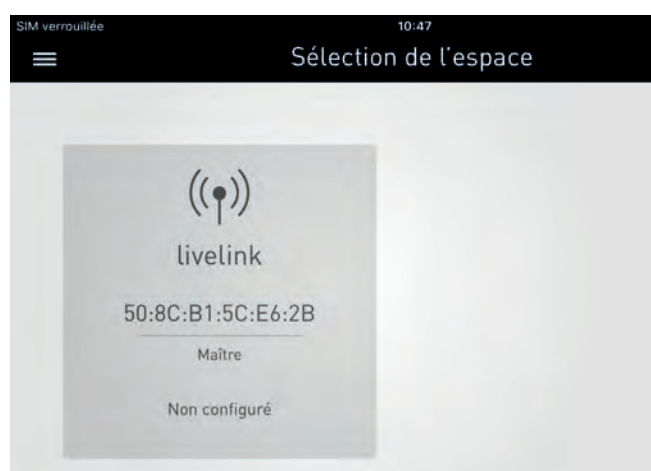 SIM verrouillée
10:47
Sélection de l'espace
livelink
50:8C:B1:5C:E6:2B
Maître
Non configuré